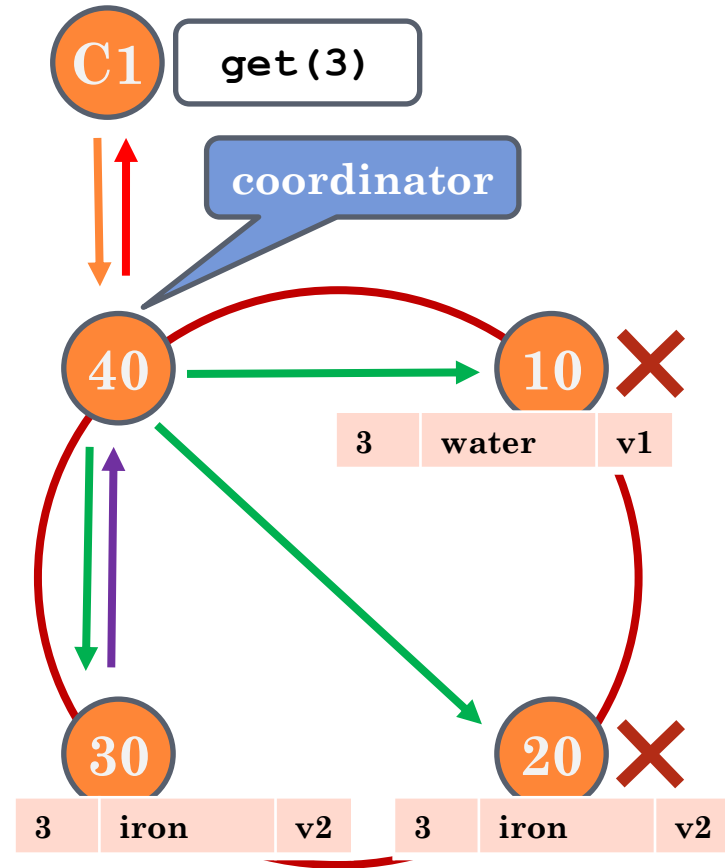 C1
get(3)
coordinator
40
10
3 water v1
30
20
3 iron v2
3 iron v2